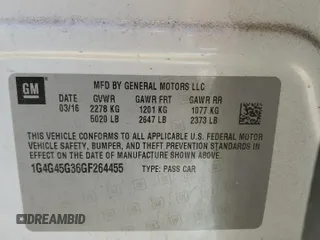 GM
MFD BY GENERAL MOTORS LLC
DATE GVWR GAWR FRT GAWR RR
03/16 2278 KG 1201 KG 1077 KG
5020 LB 2647 LB 2373 LB
THIS VEHICLE CONFORMS TO ALL APPLICABLE U.S. FEDERAL MOTOR
VEHICLE SAFETY, BUMPER, AND THEFT PREVENTION STANDARDS IN
EFFECT ON THE DATE OF MANUFACTURE SHOWN ABOVE.
1G4G45G36GF264455 TYPE: PASS CAR
DREAMBID